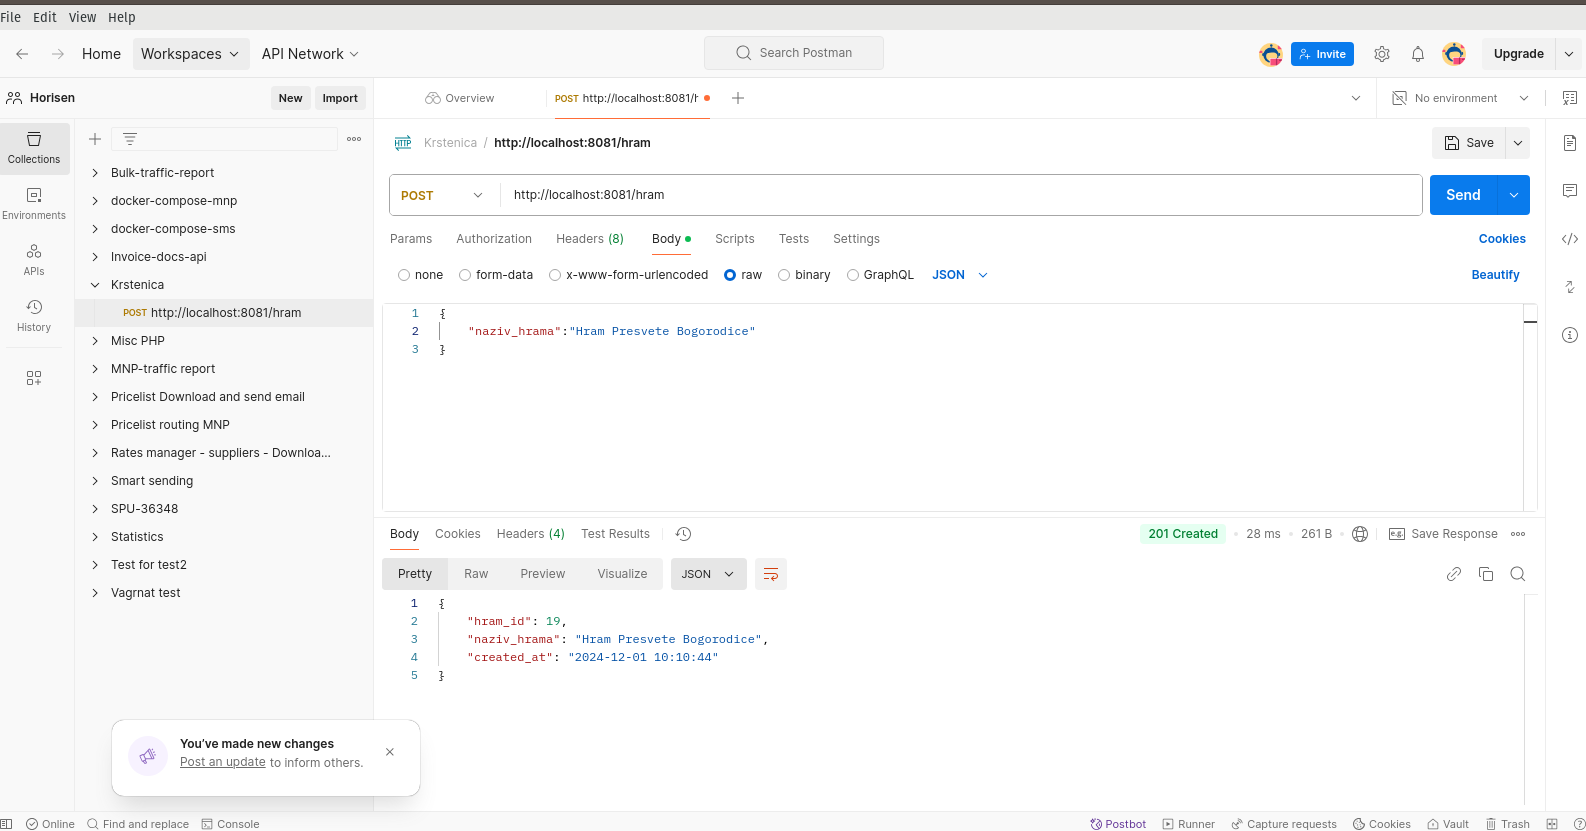 File Edit View Help
Home Workspaces API Network Search Postman Invite Upgrade
Horisen New Import Overview POST http://localhost:8081/h No environment
Collections
Environments
APIs
History
Bulk-traffic-report
docker-compose-mnp
docker-compose-sms
Invoice-docs-api
Krstenica
POST http://localhost:8081/hram
Misc PHP
MNP-traffic report
Pricelist Download and send email
Pricelist routing MNP
Rates manager - suppliers - Downloa...
Smart sending
SPU-36348
Statistics
Test for test2
Vagrnat test
HTTP Krstenica / http://localhost:8081/hram Save
POST http://localhost:8081/hram Send
Params Authorization Headers (8) Body Scripts Tests Settings Cookies
none form-data x-www-form-urlencoded raw binary GraphQL JSON Beautify
1 {
2 "naziv_hrama":"Hram Presvete Bogorodice"
3 }
Body Cookies Headers (4) Test Results 201 Created 28 ms 261 B e.g. Save Response
Pretty Raw Preview Visualize JSON
1 {
2 "hram_id": 19,
3 "naziv_hrama": "Hram Presvete Bogorodice",
4 "created_at": "2024-12-01 10:10:44"
5 }
You've made new changes
Post an update to inform others.
Online Find and replace Console Postbot Runner Capture requests Cookies Vault Trash